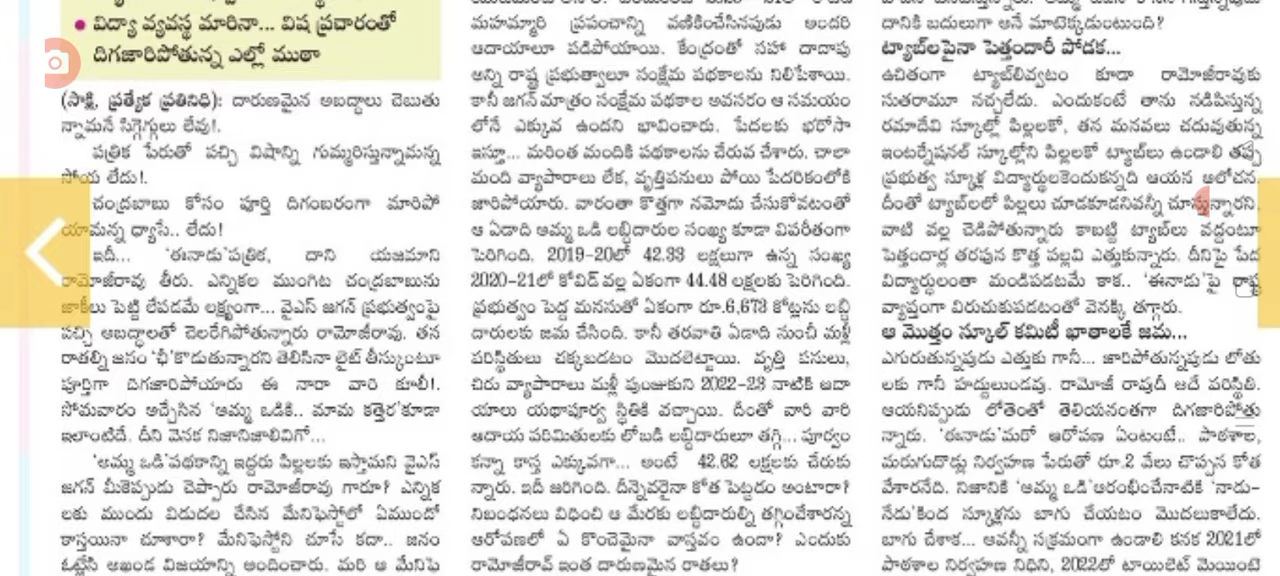 విద్యా వ్యవస్థ మారినా... విష ప్రచారంతో
దిగజారిపోతున్న ఎల్లో ముఠా
(సాక్షి, ప్రత్యేక ప్రతినిధి): దారుణమైన అబద్ధాలు చెబుతు
న్నామనే సిగ్గెగ్గులు లేవు!.
పత్రిక పేరుతో వచ్చి విషాన్ని గుమ్మరిస్తున్నామన్న
సోయ లేదు!.
చంద్రబాబు కోసం పూర్తి దిగంబరంగా మారిపో
యామన్న ధ్యాసే.. లేదు!
ఇదీ... ‘ఈనాడు’పత్రిక, దాని యజమాని
రామోజీరావు తీరు. ఎన్నికల ముంగిట చంద్రబాబును
జాకీలు పెట్టి లేపడమే లక్ష్యంగా... వైఎస్ జగన్ ప్రభుత్వంపై
పచ్చి అబద్ధాలతో చెలరేగిపోతున్నారు రామోజీరావు. తన
రాతల్ని జనం ‘ఛీ’కొడుతున్నారని తెలిసినా లైట్ తీస్కుంటూ
పూర్తిగా దిగజారిపోయారు ఈ నారా వారి కూలీ!.
సోమవారం అచ్చేసిన ‘అమ్మ ఒడికి.. మామ కత్తెర’కూడా
ఇలాంటిదే. దీని వెనక నిజానిజాలివిగో...
‘అమ్మ ఒడి’పథకాన్ని ఇద్దరు పిల్లలకు ఇస్తామని వైఎస్
జగన్ మీకెప్పుడు చెప్పారు రామోజీరావు గారూ? ఎన్నిక
లకు ముందు విడుదల చేసిన మేనిఫెస్టోలో ఏముందో
కాస్తయినా చూశారా? మేనిఫెస్టోని చూసే కదా.. జనం
ఓట్లేసి అఖండ విజయాన్ని అందించారు. మరి ఆ మేనిఫె
మహమ్మారి ప్రపంచాన్ని వణికించేసినపుడు అందరి
ఆదాయాలూ పడిపోయాయి. కేంద్రంతో సహా దాదాపు
అన్ని రాష్ట్ర ప్రభుత్వాలూ సంక్షేమ పథకాలను నిలిపేశాయి.
కానీ జగన్ మాత్రం సంక్షేమ పథకాల అవసరం ఆ సమయం
లోనే ఎక్కువ ఉందని భావించారు. పేదలకు భరోసా
ఇస్తూ... మరింత మందికి పథకాలను చేరువ చేశారు. చాలా
మంది వ్యాపారాలు లేక, వృత్తిపనులు పోయి పేదరికంలోకి
జారిపోయారు. వారంతా కొత్తగా నమోదు చేసుకోవటంతో
ఆ ఏడాది అమ్మ ఒడి లబ్ధిదారుల సంఖ్య కూడా విపరీతంగా
పెరిగింది. 2019-20లో 42.33 లక్షలుగా ఉన్న సంఖ్య
2020-21లో కోవిడ్ వల్ల ఏకంగా 44.48 లక్షలకు పెరిగింది.
ప్రభుత్వం పెద్ద మనసుతో ఏకంగా రూ.6,673 కోట్లను లబ్ధి
దారులకు జమ చేసింది. కానీ తరవాతి ఏడాది నుంచీ మళ్లీ
పరిస్థితులు చక్కబడటం మొదలెట్టాయి. వృత్తి పనులు,
చిరు వ్యాపారాలు మళ్లీ పుంజుకుని 2022-23 నాటికి ఆదా
యాలు యథాపూర్వ స్థితికి వచ్చాయి. దీంతో వారి వారి
ఆదాయ పరిమితులకు లోబడి లబ్ధిదారులూ తగ్గి... పూర్వం
కన్నా కాస్త ఎక్కువగా... అంటే 42.62 లక్షలకు చేరుకు
న్నారు. ఇదీ జరిగింది. దీన్నెవరైనా కోత పెట్టడం అంటారా?
నిబంధనలు విధించి ఆ మేరకు లబ్ధిదారుల్ని తగ్గించేశారన్న
ఆరోపణలో ఏ కొంచెమైనా వాస్తవం ఉందా? ఎందుకు
రామోజీరావ్ ఇంత దారుణమైన రాతలు?
దానికి బదులుగా అనే మాటెక్కడుంటుంది?
ట్యాబ్‌లపైనా పెత్తందారీ పోడక...
ఉచితంగా ట్యాబ్‌లివ్వటం కూడా రామోజీరావుకు
సుతరామూ నచ్చలేదు. ఎందుకంటే తాను నడిపిస్తున్న
రమాదేవి స్కూల్లో పిల్లలకో, తన మనవలు చదువుతున్న
ఇంటర్నేషనల్ స్కూల్లోని పిల్లలకో ట్యాబ్‌లు ఉండాలి తప్ప
ప్రభుత్వ స్కూళ్ల విద్యార్థులకెందుకన్నది ఆయన ఆలోచన.
దీంతో ట్యాబ్‌లలో పిల్లలు చూడకూడనివన్నీ చూస్తున్నారని,
వాటి వల్ల చెడిపోతున్నారు కాబట్టి ట్యాబ్‌లు వద్దంటూ
పెత్తందార్ల తరఫున కొత్త పల్లవి ఎత్తుకున్నారు. దీనిపై పేద
విద్యార్థులంతా మండిపడటమే కాక.. ‘ఈనాడు’పై రాష్ట్ర
వ్యాప్తంగా విరుచుకుపడటంతో వెనక్కి తగ్గారు.
ఆ మొత్తం స్కూల్ కమిటీ ఖాతాలకే జమ...
ఎగురుతున్నపుడు ఎత్తుకు గానీ... జారిపోతున్నపుడు లోతు
లకు గానీ హద్దులుండవు. రామోజీ రావుదీ అదే పరిస్థితి.
ఆయనిప్పుడు లోతెంతో తెలియనంతగా దిగజారిపోతు
న్నారు. ‘ఈనాడు’మరో ఆరోపణ ఏంటంటే.. పాఠశాల,
మరుగుదొడ్లు నిర్వహణ పేరుతో రూ.2 వేలు చొప్పన కోత
వేశారనేది. నిజానికి ‘అమ్మ ఒడి’ఆరంభించేనాటికి ‘నాడు–
నేడు’కింద స్కూళ్లను బాగు చేయటం మొదలుకాలేదు.
బాగు చేశాక... అవన్నీ సక్రమంగా ఉండాలి కనక 2021లో
పాఠశాల నిర్వహణ నిధిని, 2022లో టాయిలెట్ మెయింటె